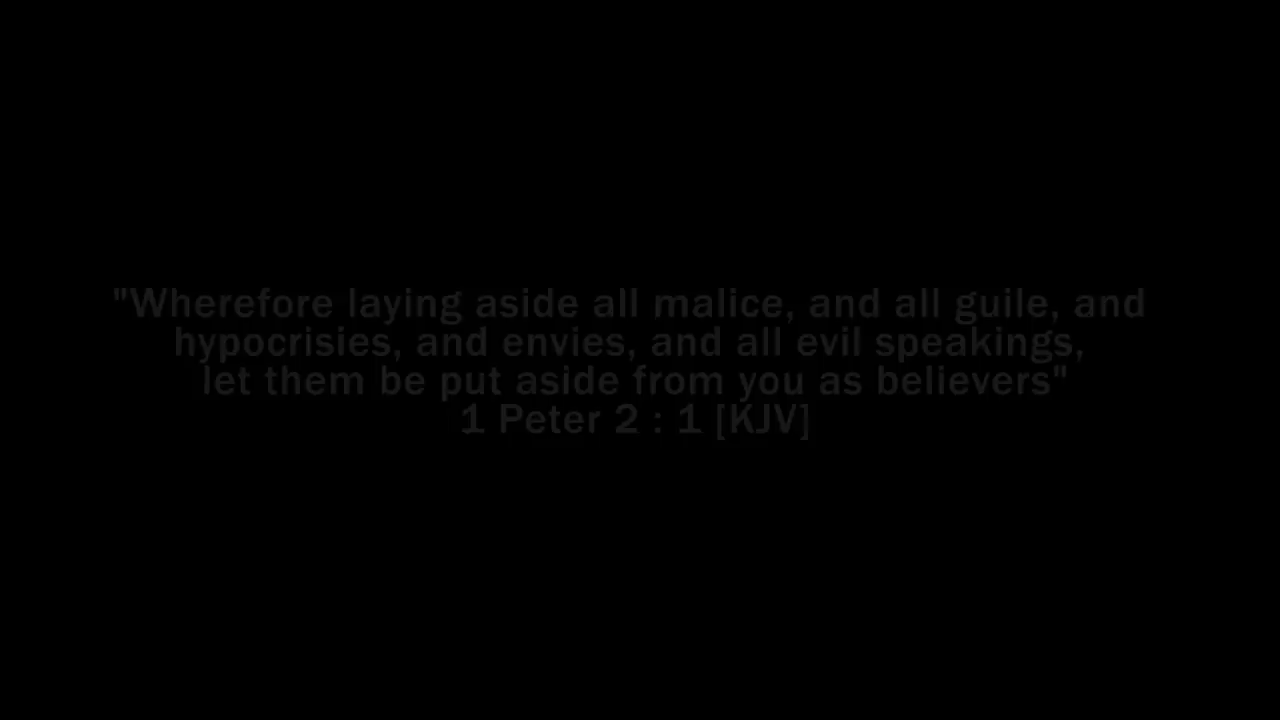 "Wherefore laying aside all malice, and all guile, and
hypocrisies, and envies, and all evil speakings,
let them be put aside from you as believers"
1 Peter 2 : 1 [KJV]